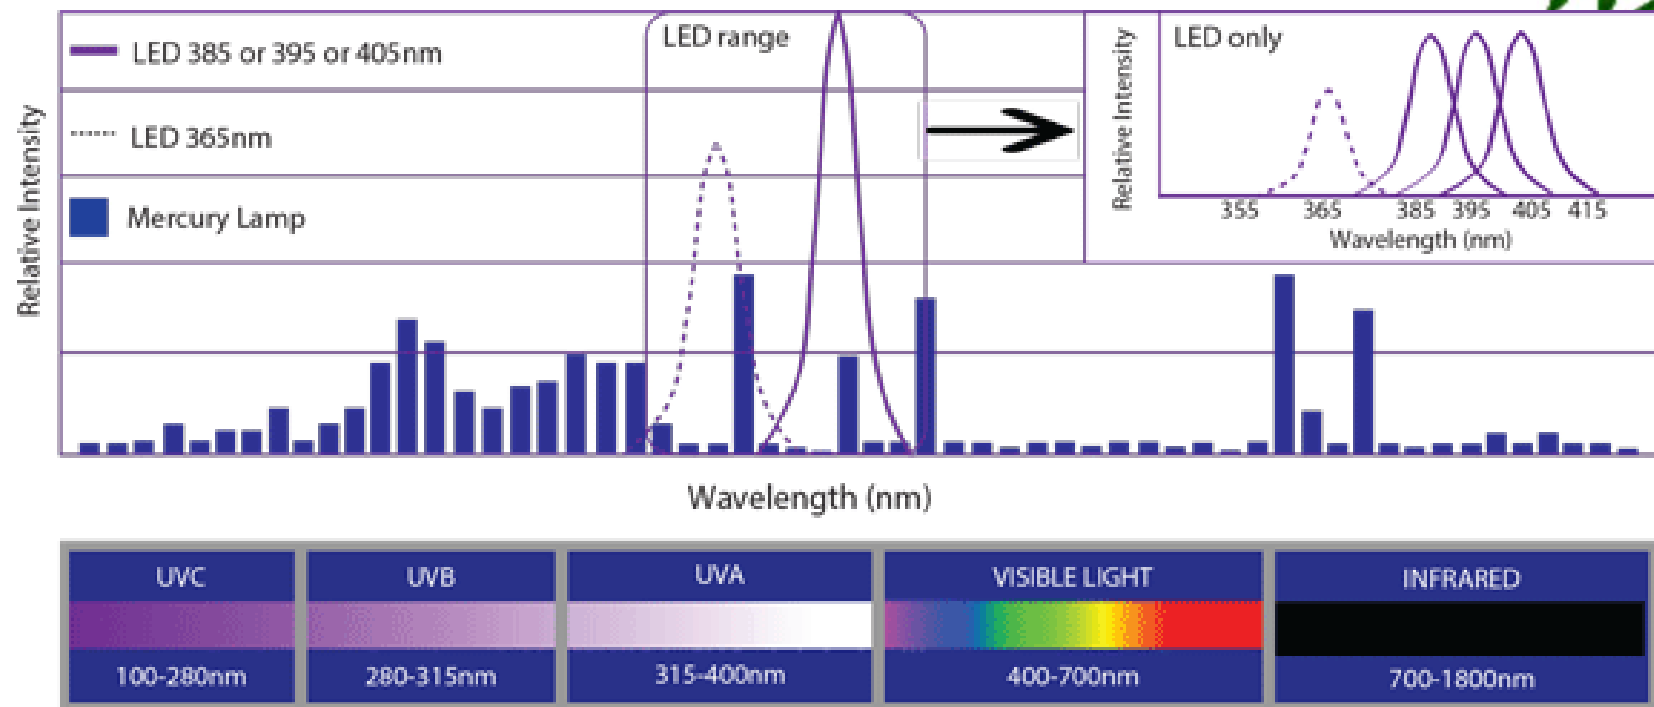 LED 385 or 395 or 405nm
LED 365nm
Mercury Lamp
Relative Intensity
LED range
Relative Intensity
LED only
355 365 385 395 405 415
Wavelength (nm)
Wavelength (nm)
UVC
100-280nm
UVB
280-315nm
UVA
315-400nm
VISIBLE LIGHT
400-700nm
INFRARED
700-1800nm